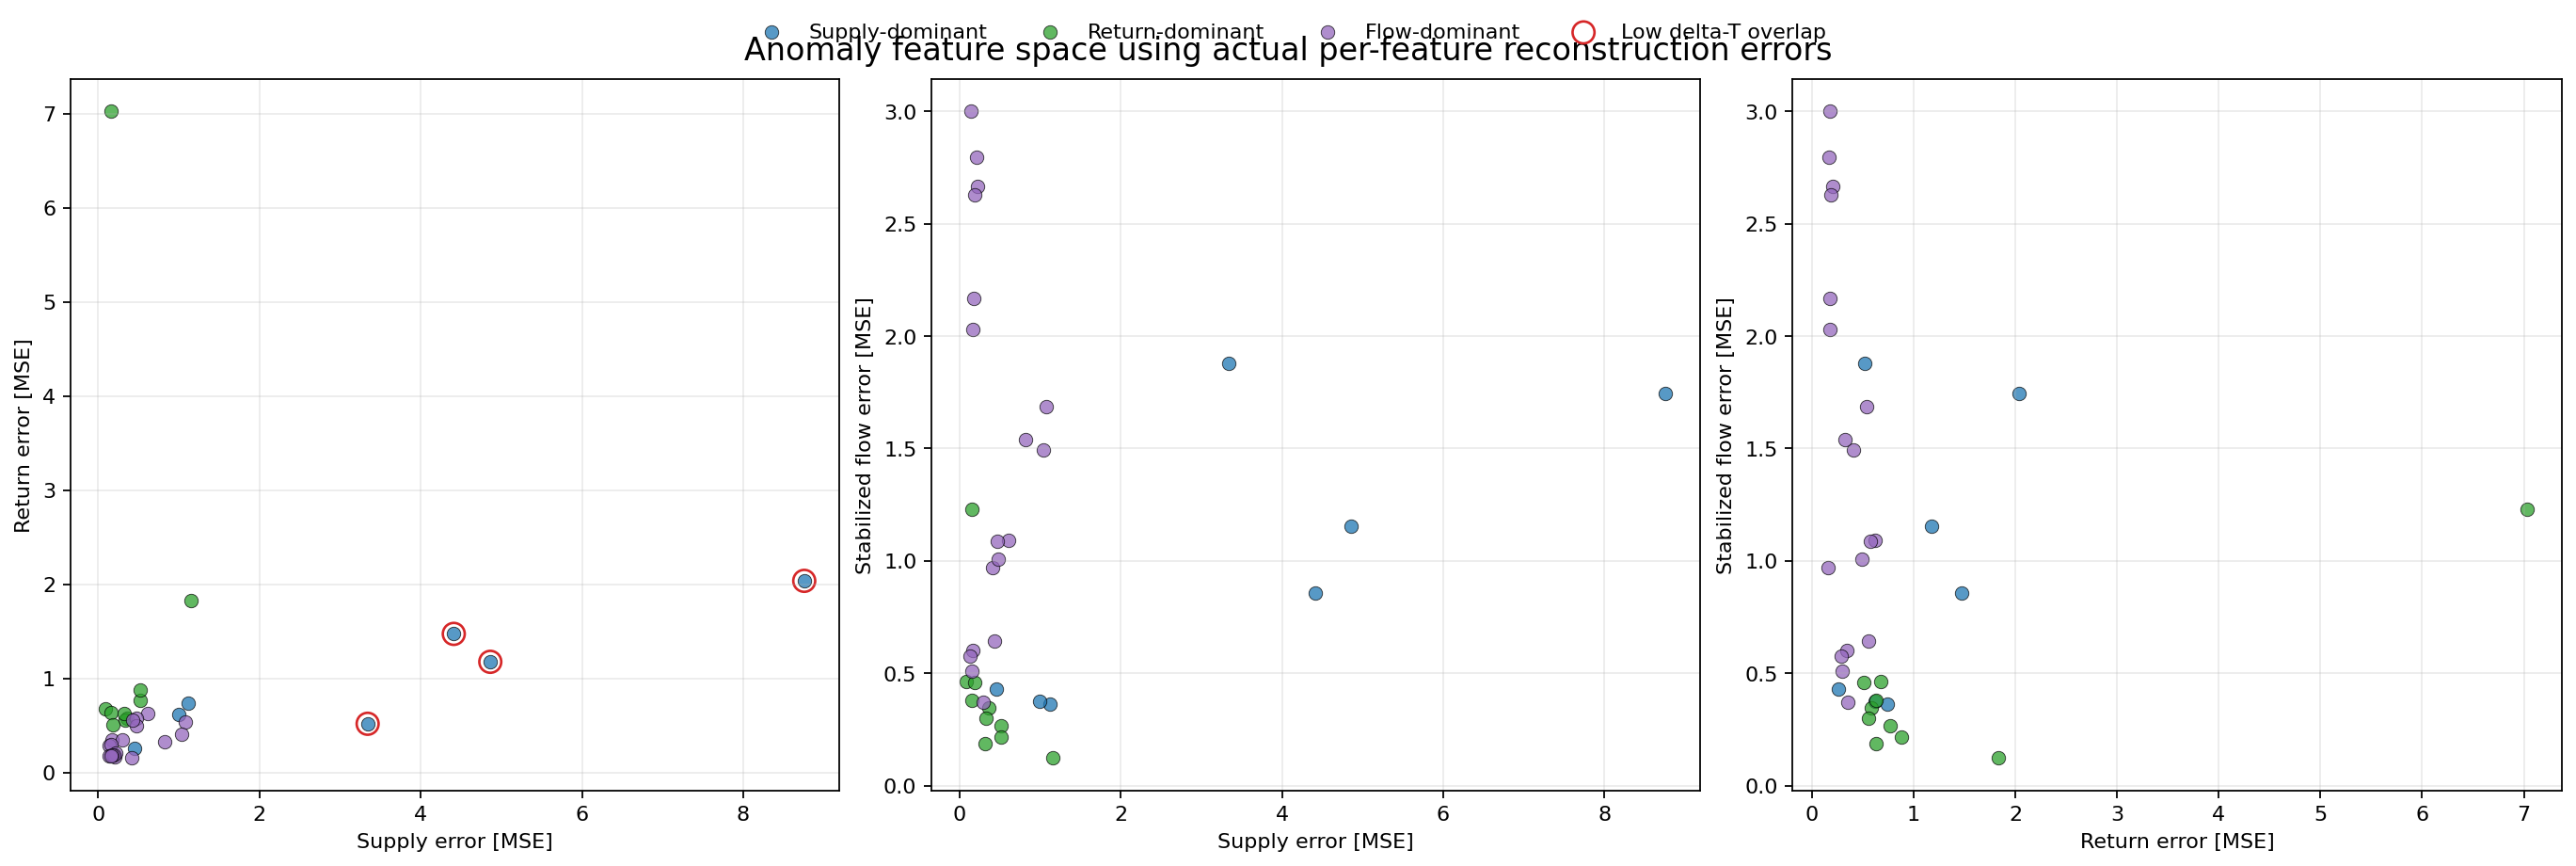 Supply-dominant Return-dominant Flow-dominant Low delta-T overlap
Anomaly feature space using actual per-feature reconstruction errors
7
6
5
4
3
2
1
0
Return error [MSE]
0 2 4 6 8
Supply error [MSE]
3.0
2.5
2.0
1.5
1.0
0.5
0.0
Stabilized flow error [MSE]
0 2 4 6 8
Supply error [MSE]
3.0
2.5
2.0
1.5
1.0
0.5
0.0
Stabilized flow error [MSE]
0 1 2 3 4 5 6 7
Return error [MSE]